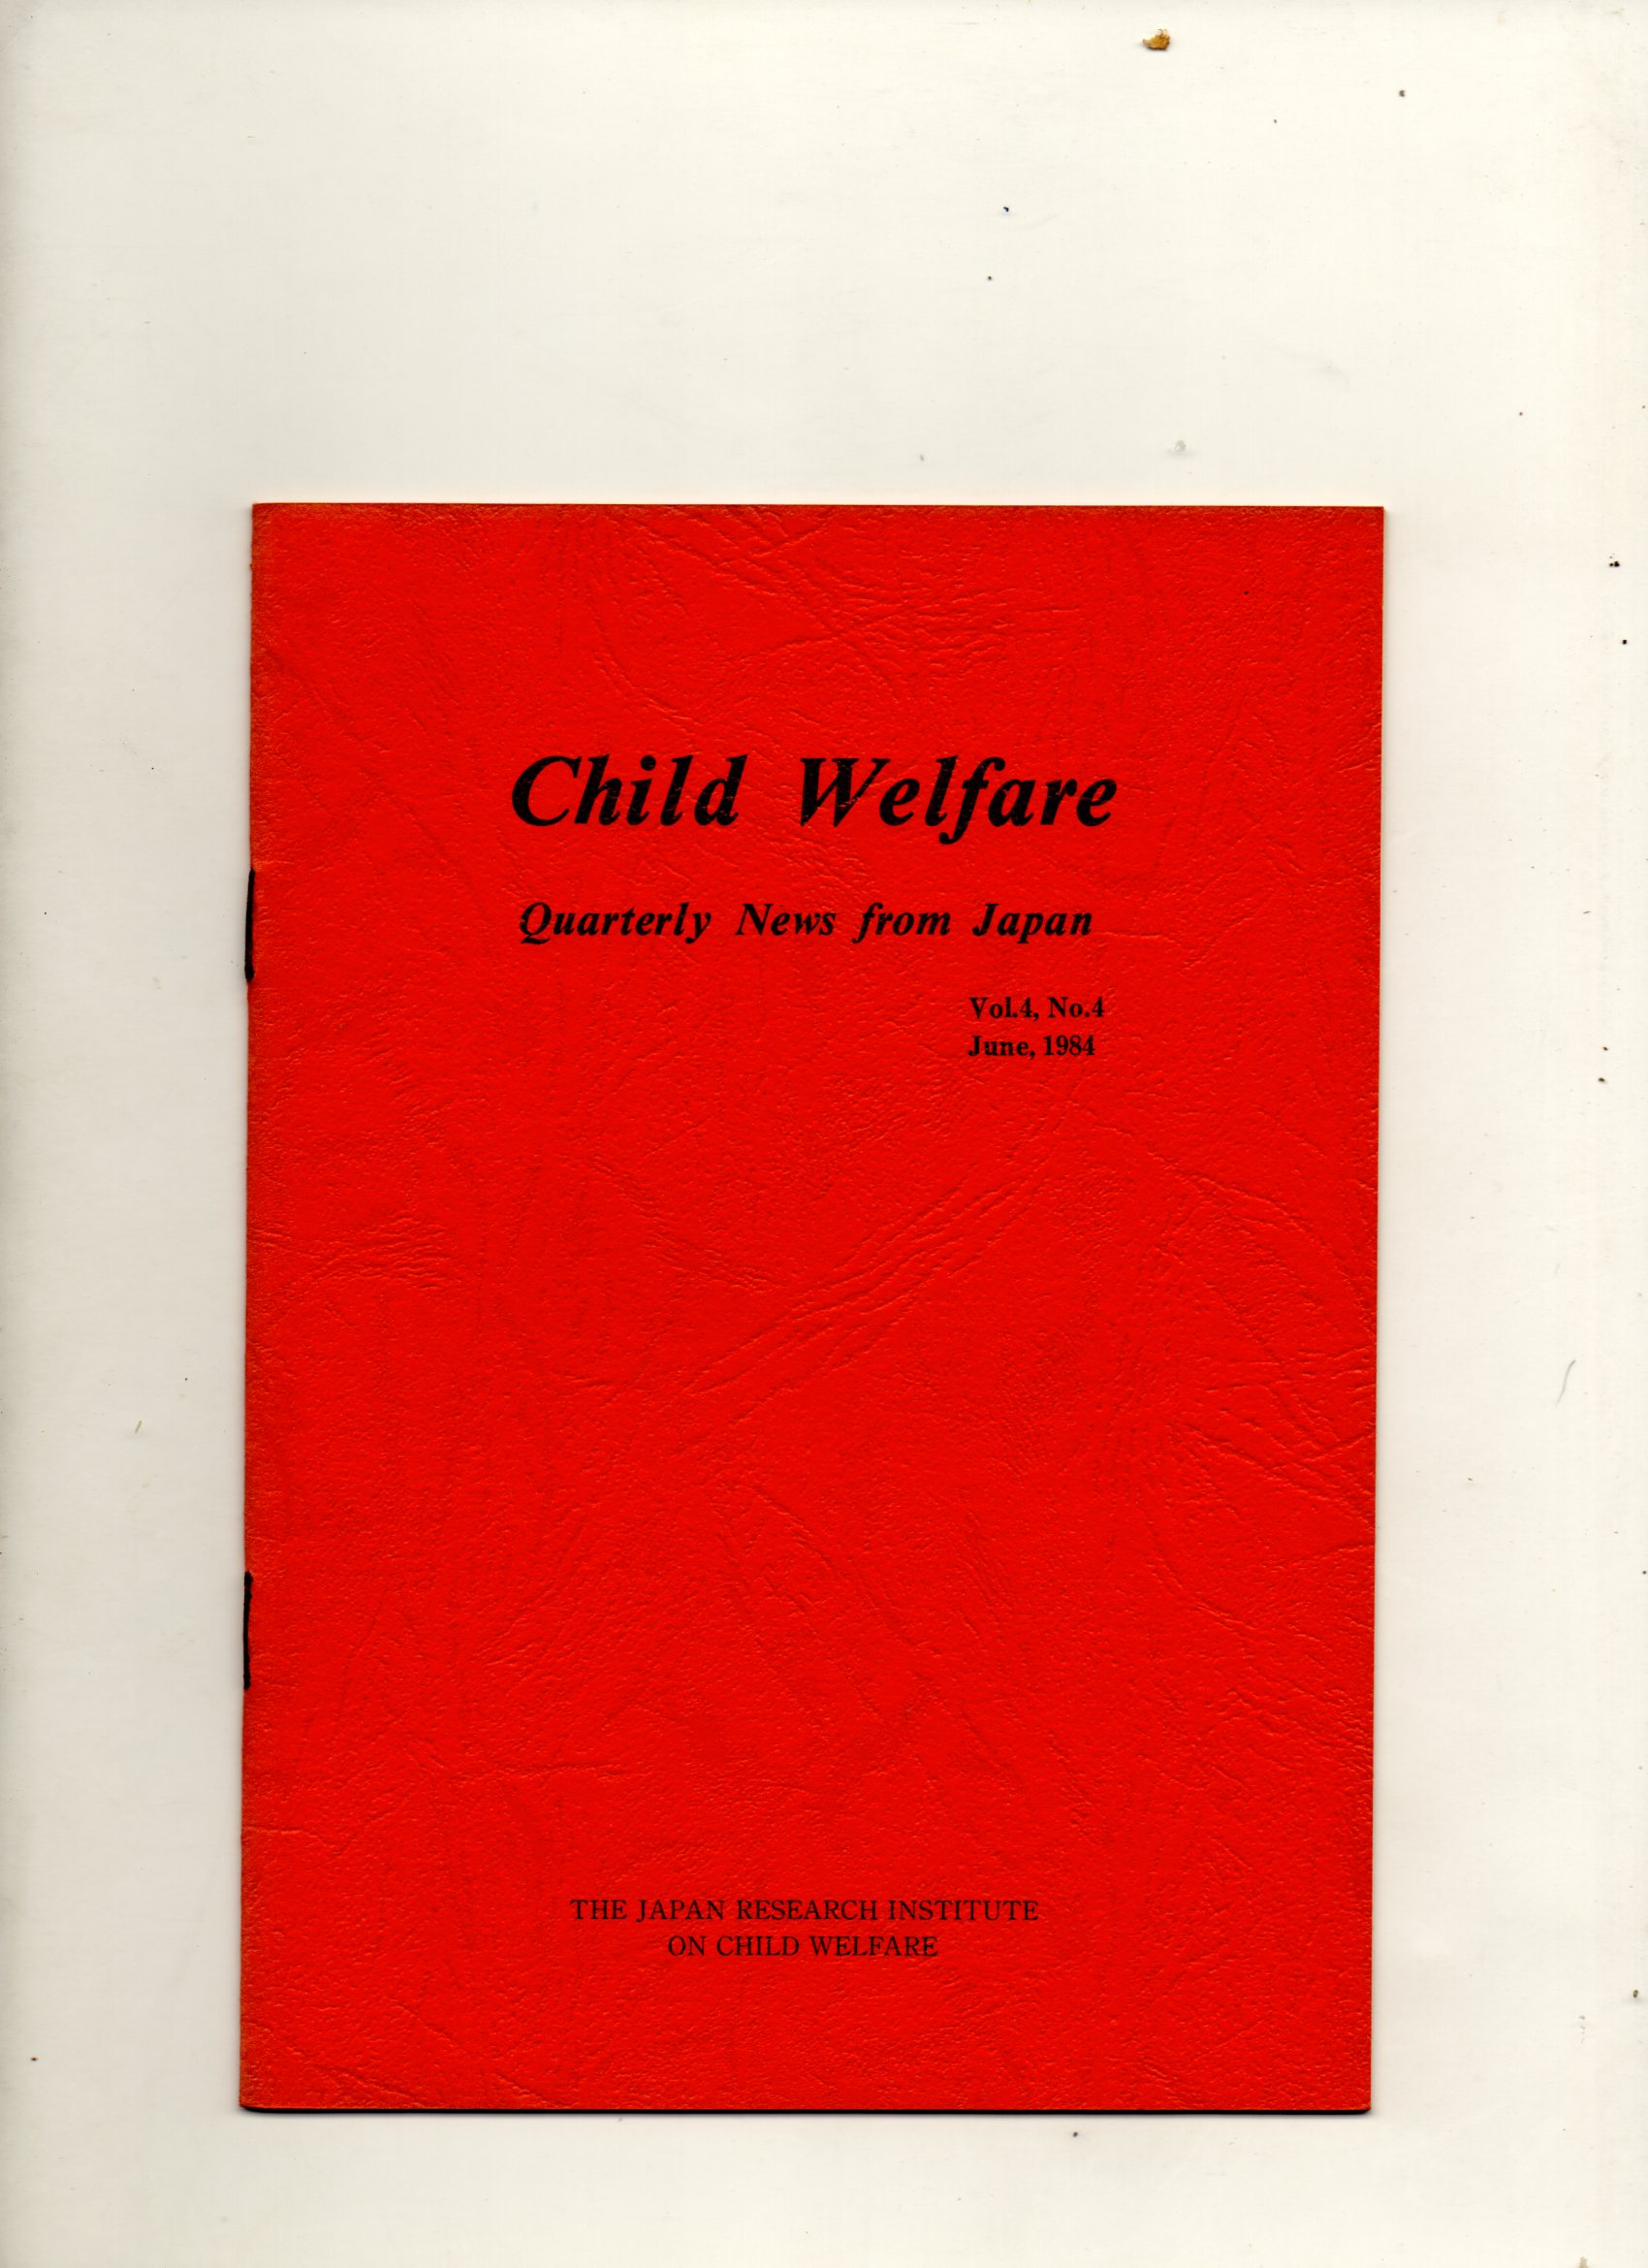 Child Welfare
Quarterly News from Japan
Vol.4, No.4
June, 1984
THE JAPAN RESEARCH INSTITUTE
ON CHILD WELFARE